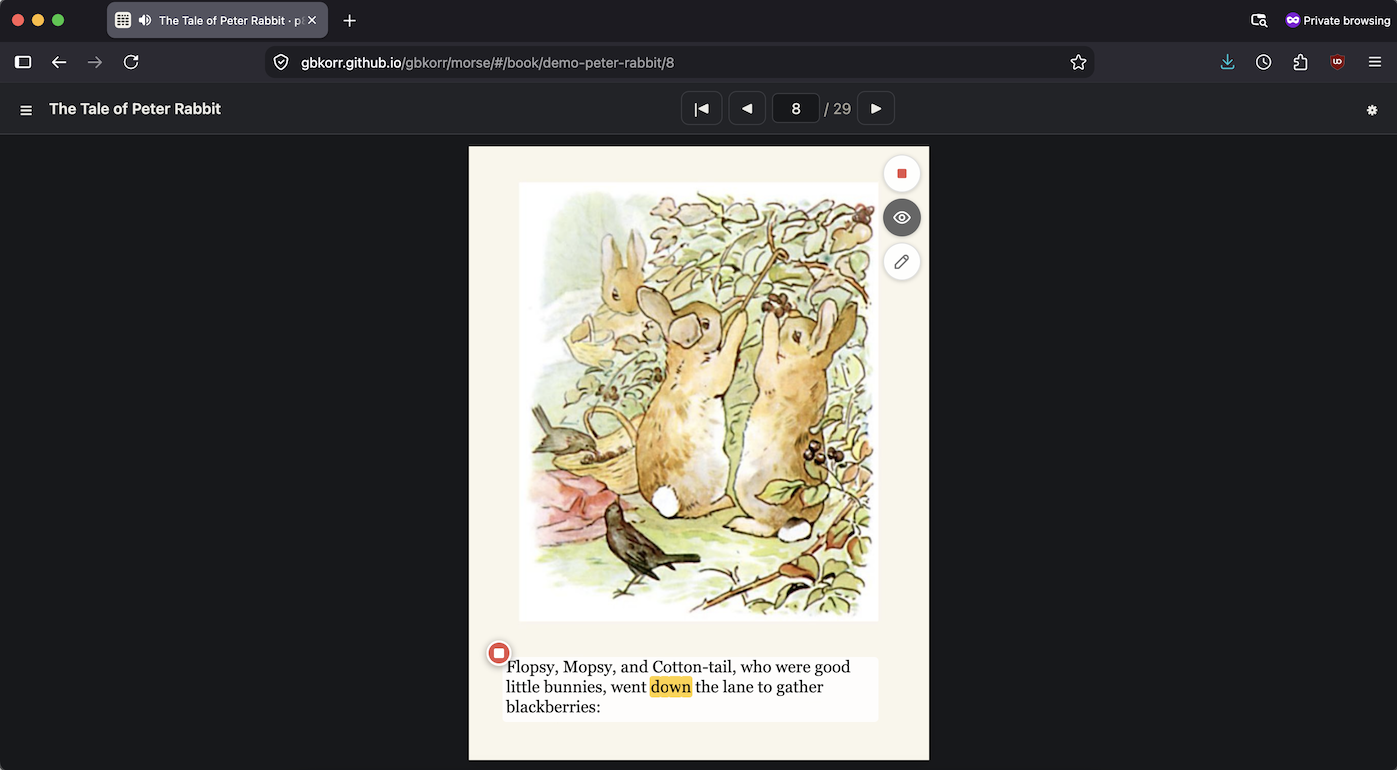 The Tale of Peter Rabbit · p
Private browsing
gbkorr.github.io/gbkorr/morse/#/book/demo-peter-rabbit/8
The Tale of Peter Rabbit
8 / 29
Flopsy, Mopsy, and Cotton-tail, who were good
little bunnies, went down the lane to gather
blackberries: